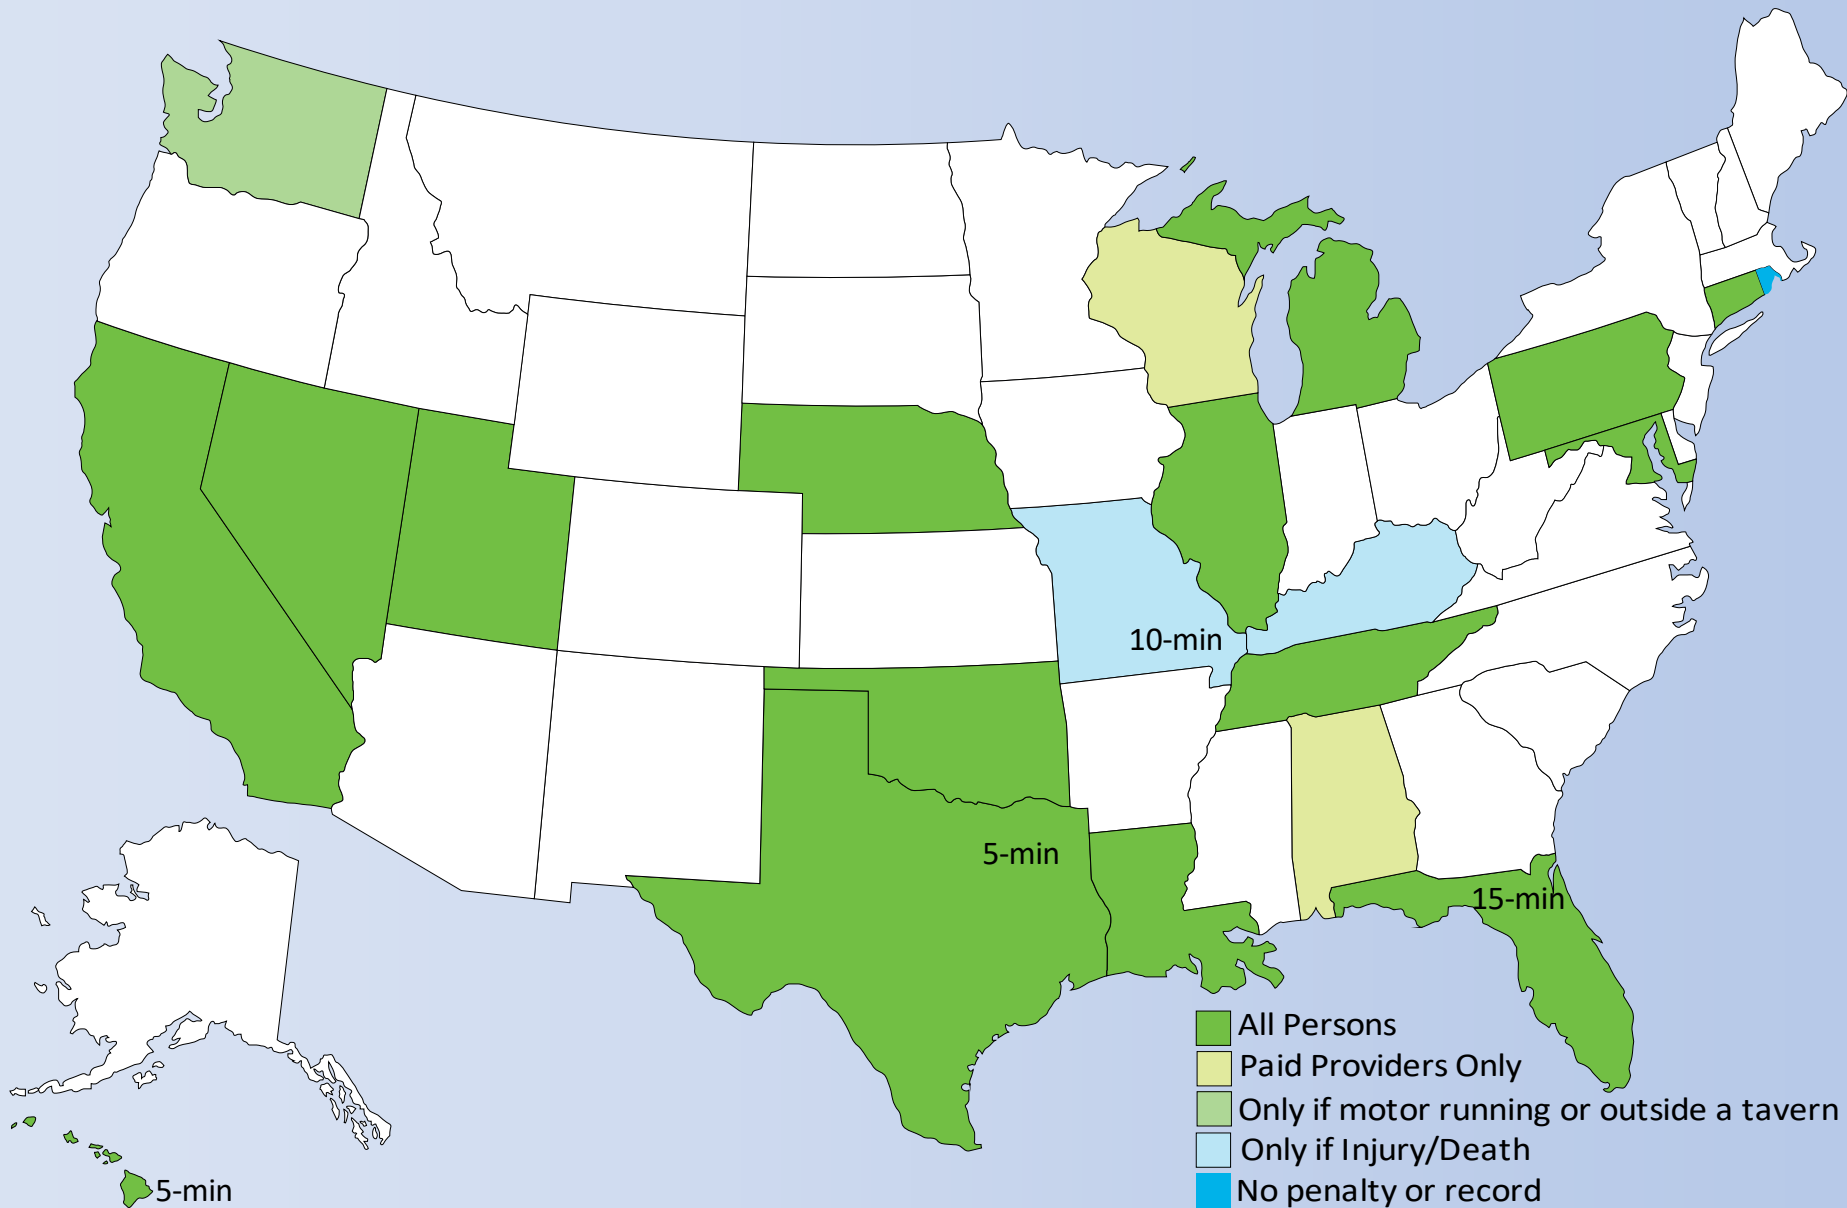 10-min
5-min
15-min
All Persons
Paid Providers Only
Only if motor running or outside a tavern
Only if Injury/Death
No penalty or record
5-min